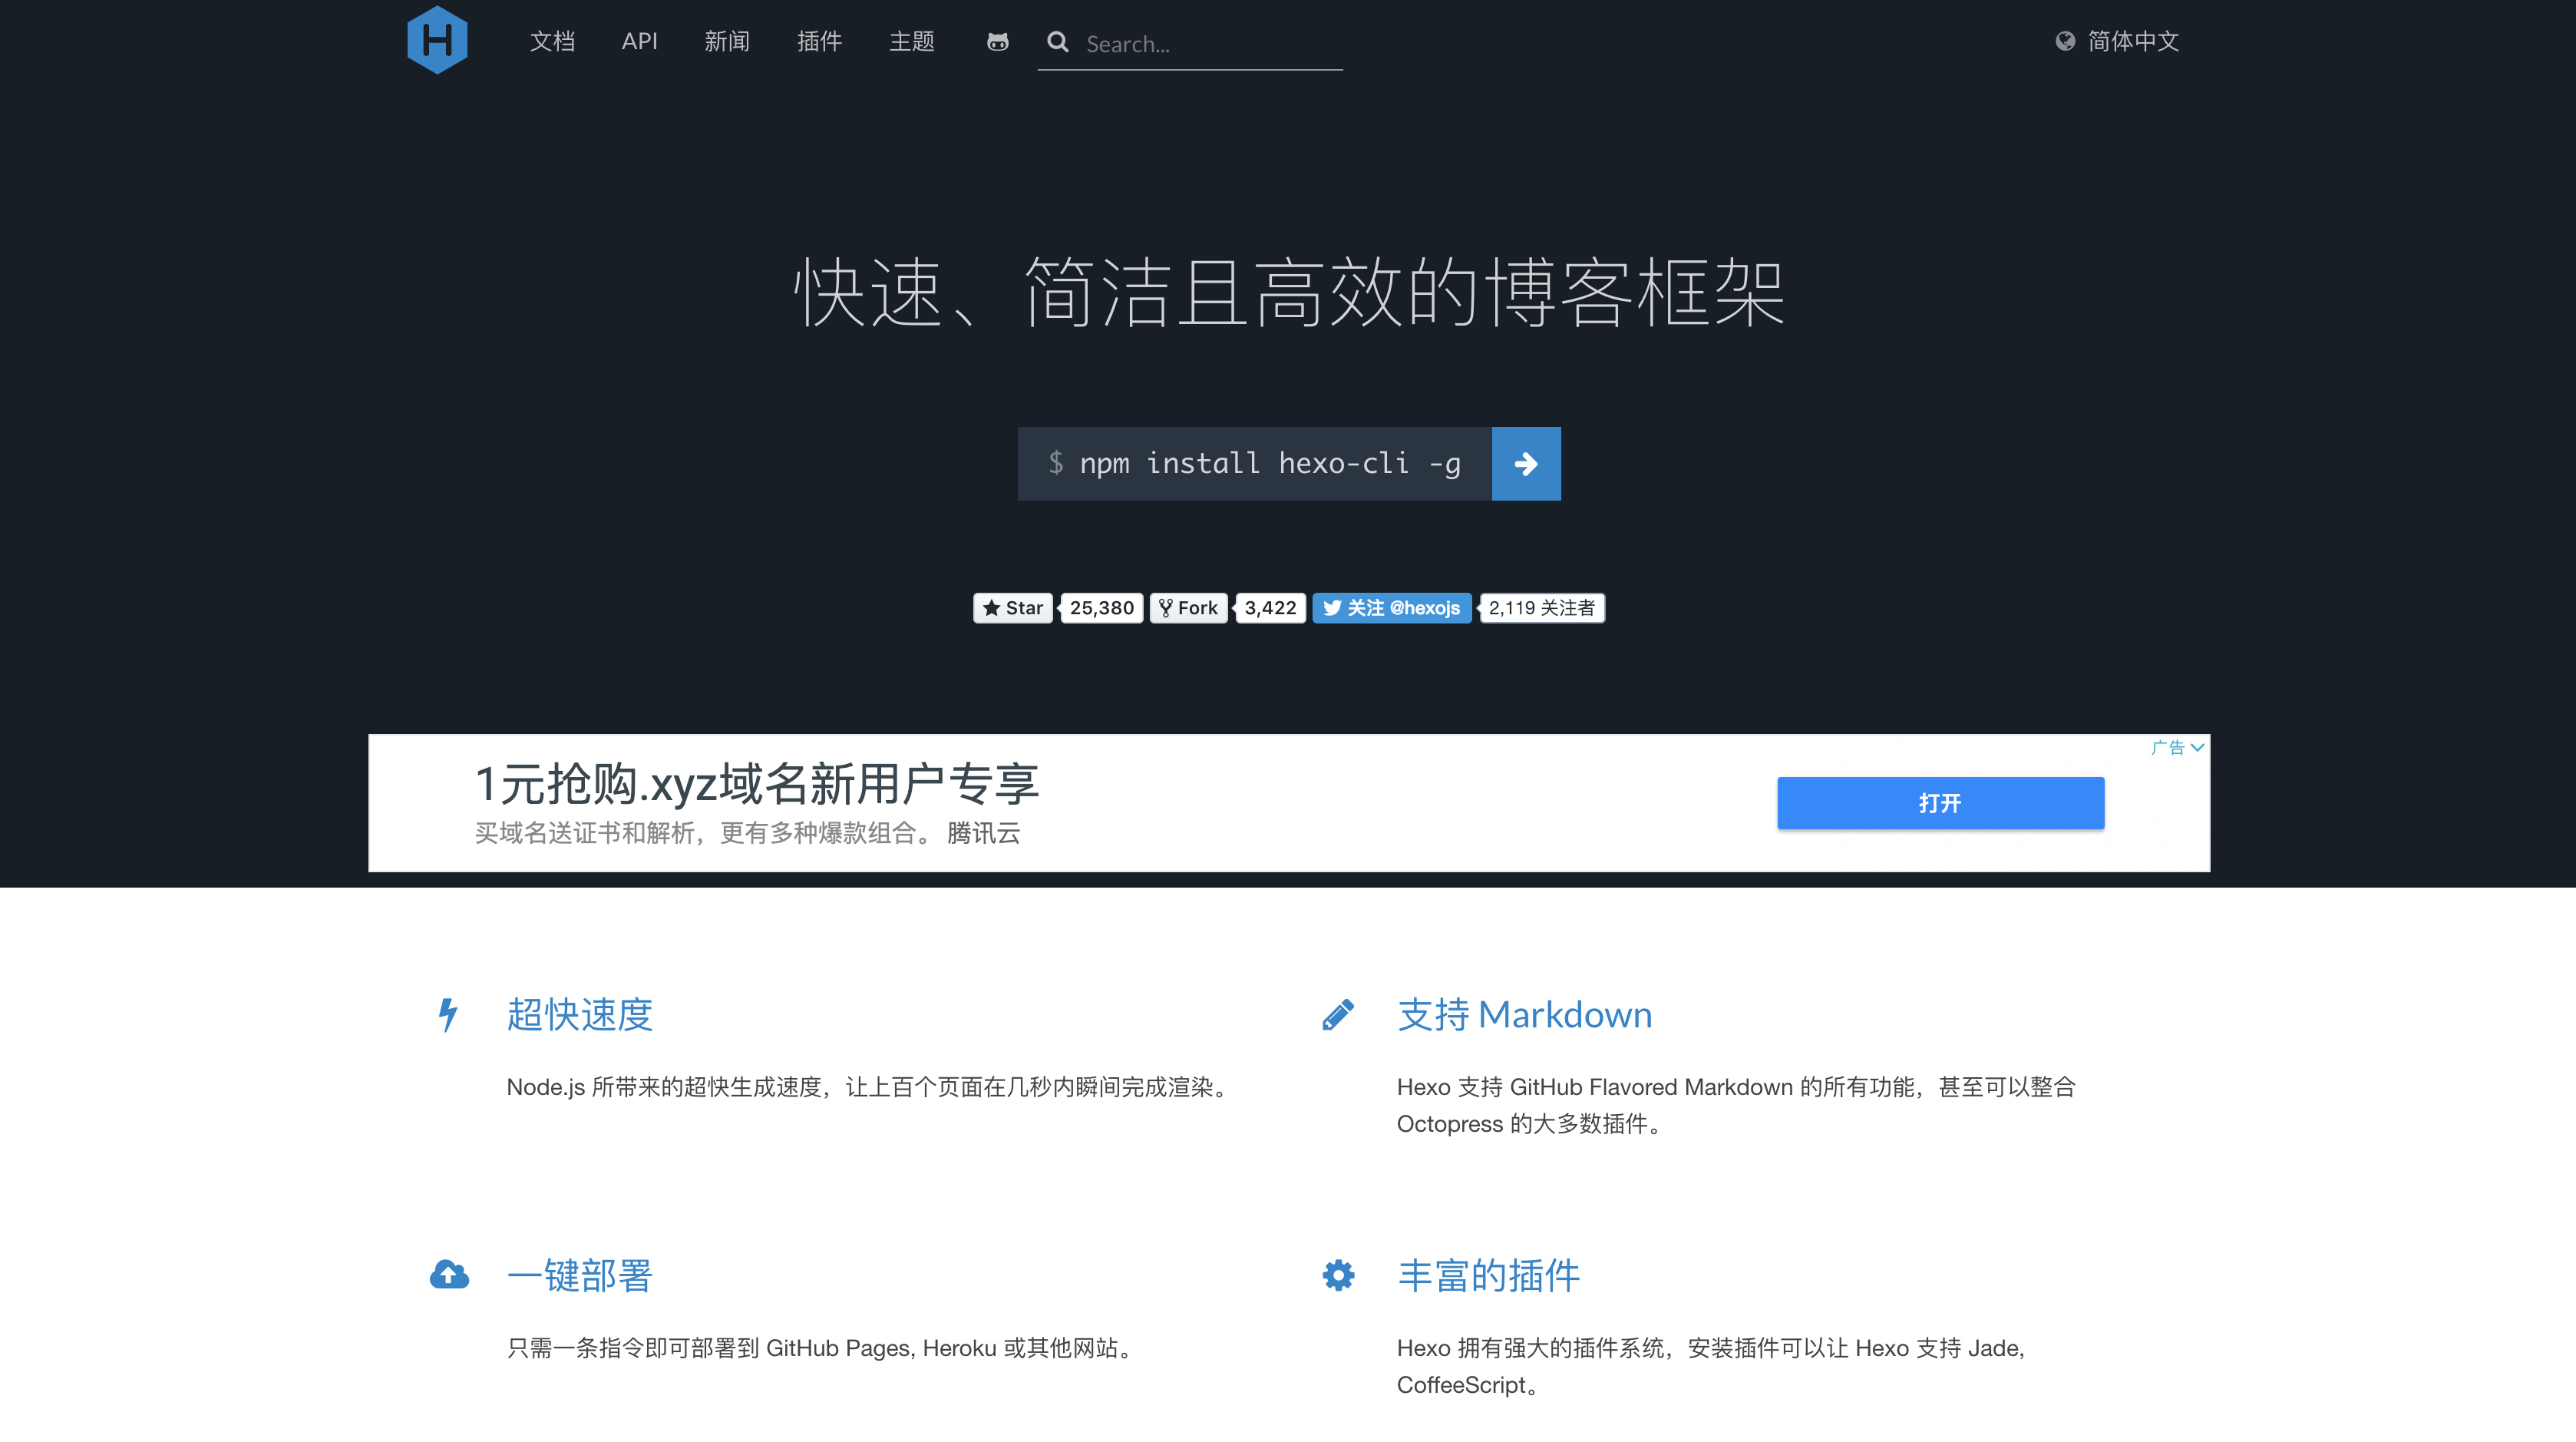 H
文档 API 新闻 插件 主题 Search... 简体中文
快速、简洁且高效的博客框架
$ npm install hexo-cli -g
Star 25,380 Fork 3,422 关注 @hexojs 2,119 关注者
广告
1元抢购.xyz域名新用户专享
买域名送证书和解析，更有多种爆款组合。 腾讯云
打开
超快速度
Node.js 所带来的超快生成速度，让上百个页面在几秒内瞬间完成渲染。
支持 Markdown
Hexo 支持 GitHub Flavored Markdown 的所有功能，甚至可以整合
Octopress 的大多数插件。
一键部署
只需一条指令即可部署到 GitHub Pages, Heroku 或其他网站。
丰富的插件
Hexo 拥有强大的插件系统，安装插件可以让 Hexo 支持 Jade,
CoffeeScript。